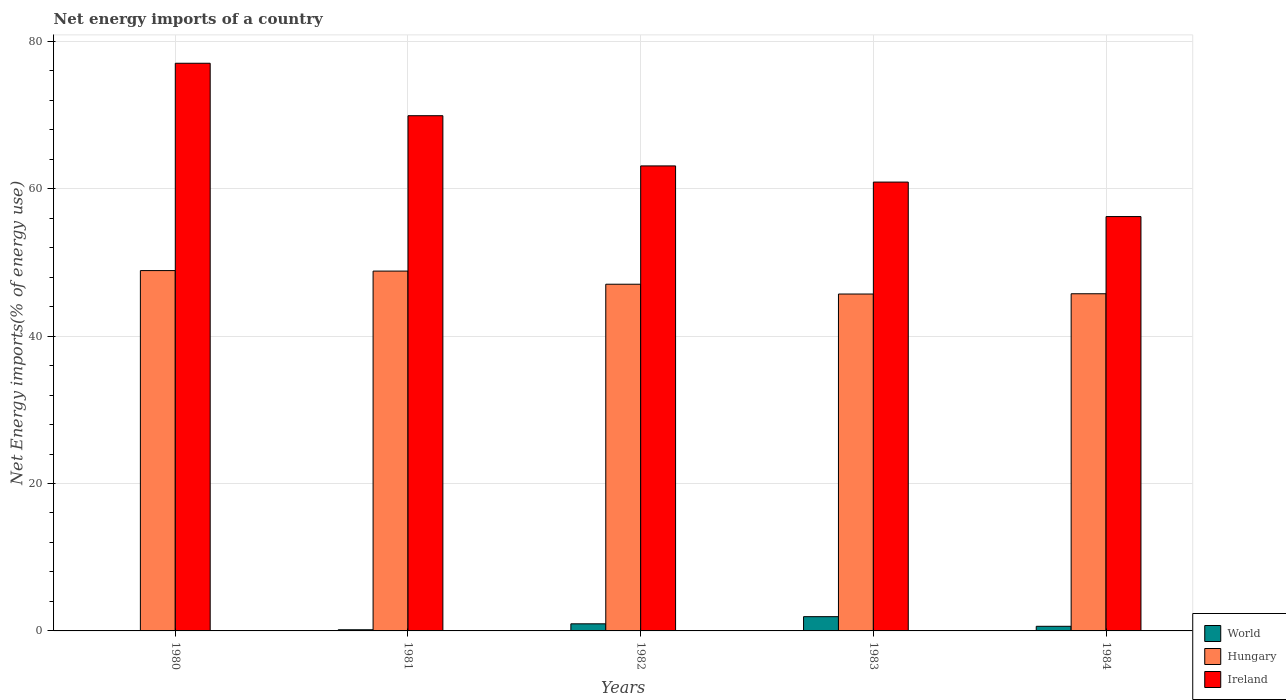 Net energy imports of a country
Net Energy imports(% of energy use)
80
60
40
20
0
1980
1981
1982
1983
1984
Years
World
Hungary
Ireland